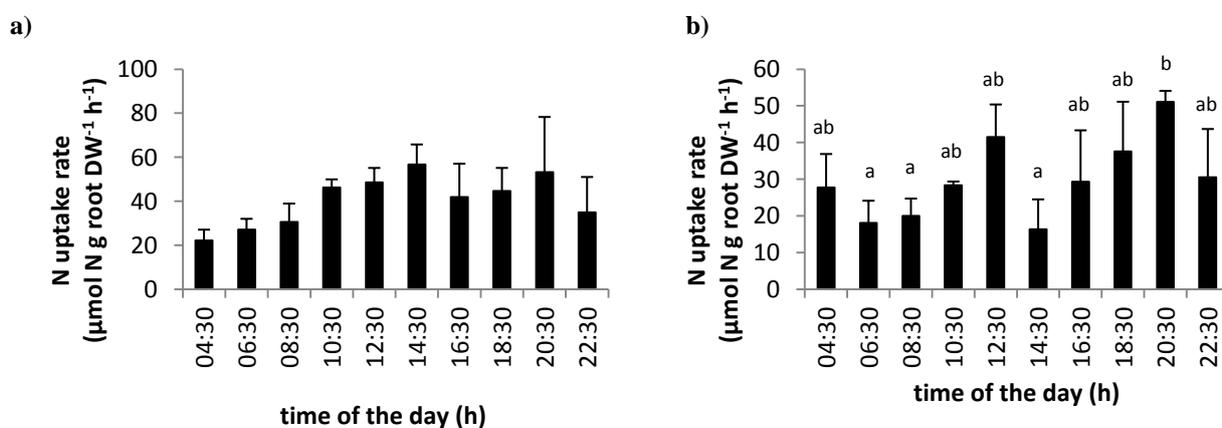 a)
N uptake rate
(µmol N g root DW-1 h-1)
100
80
60
40
20
0
04:30
06:30
08:30
10:30
12:30
14:30
16:30
18:30
20:30
22:30
time of the day (h)
b)
N uptake rate
(µmol N g root DW-1 h-1)
60
50
40
30
20
10
0
ab
a
a
ab
ab
a
ab
ab
b
ab
04:30
06:30
08:30
10:30
12:30
14:30
16:30
18:30
20:30
22:30
time of the day (h)